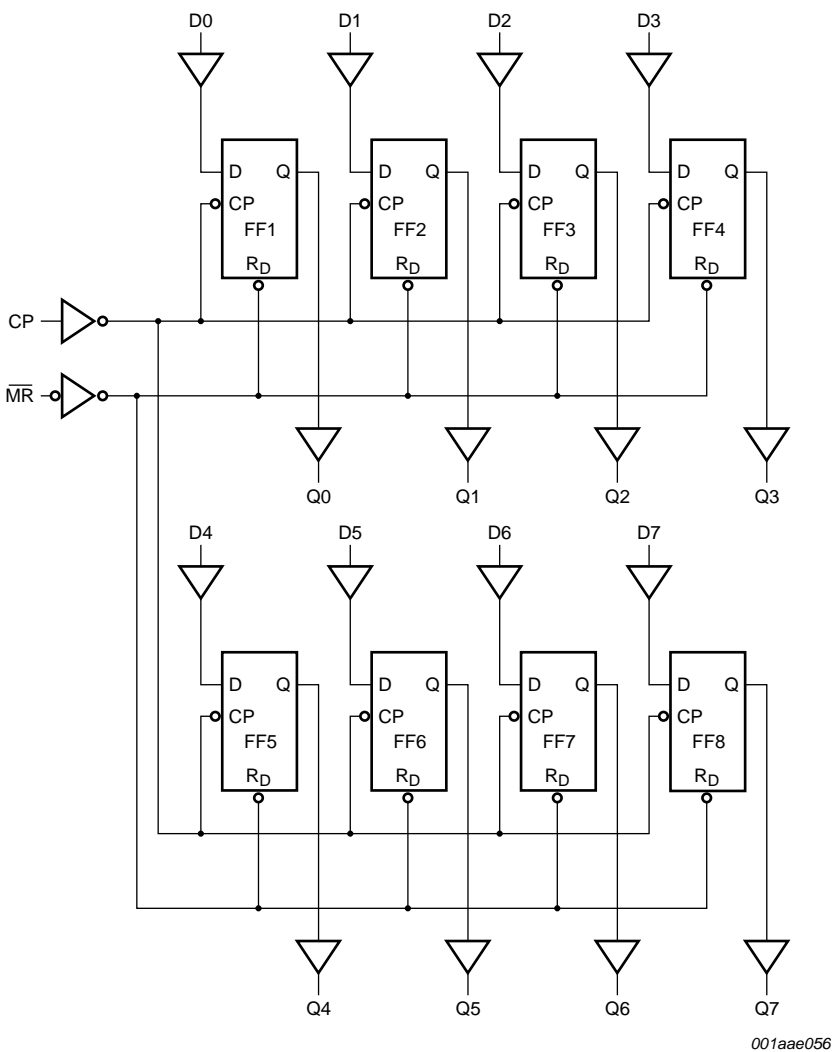 D0 D1 D2 D3
D Q D Q D Q D Q
CP CP CP CP
FF1 FF2 FF3 FF4
RD RD RD RD
CP
MR
Q0 Q1 Q2 Q3
D4 D5 D6 D7
D Q D Q D Q D Q
CP CP CP CP
FF5 FF6 FF7 FF8
RD RD RD RD
Q4 Q5 Q6 Q7
001aae056